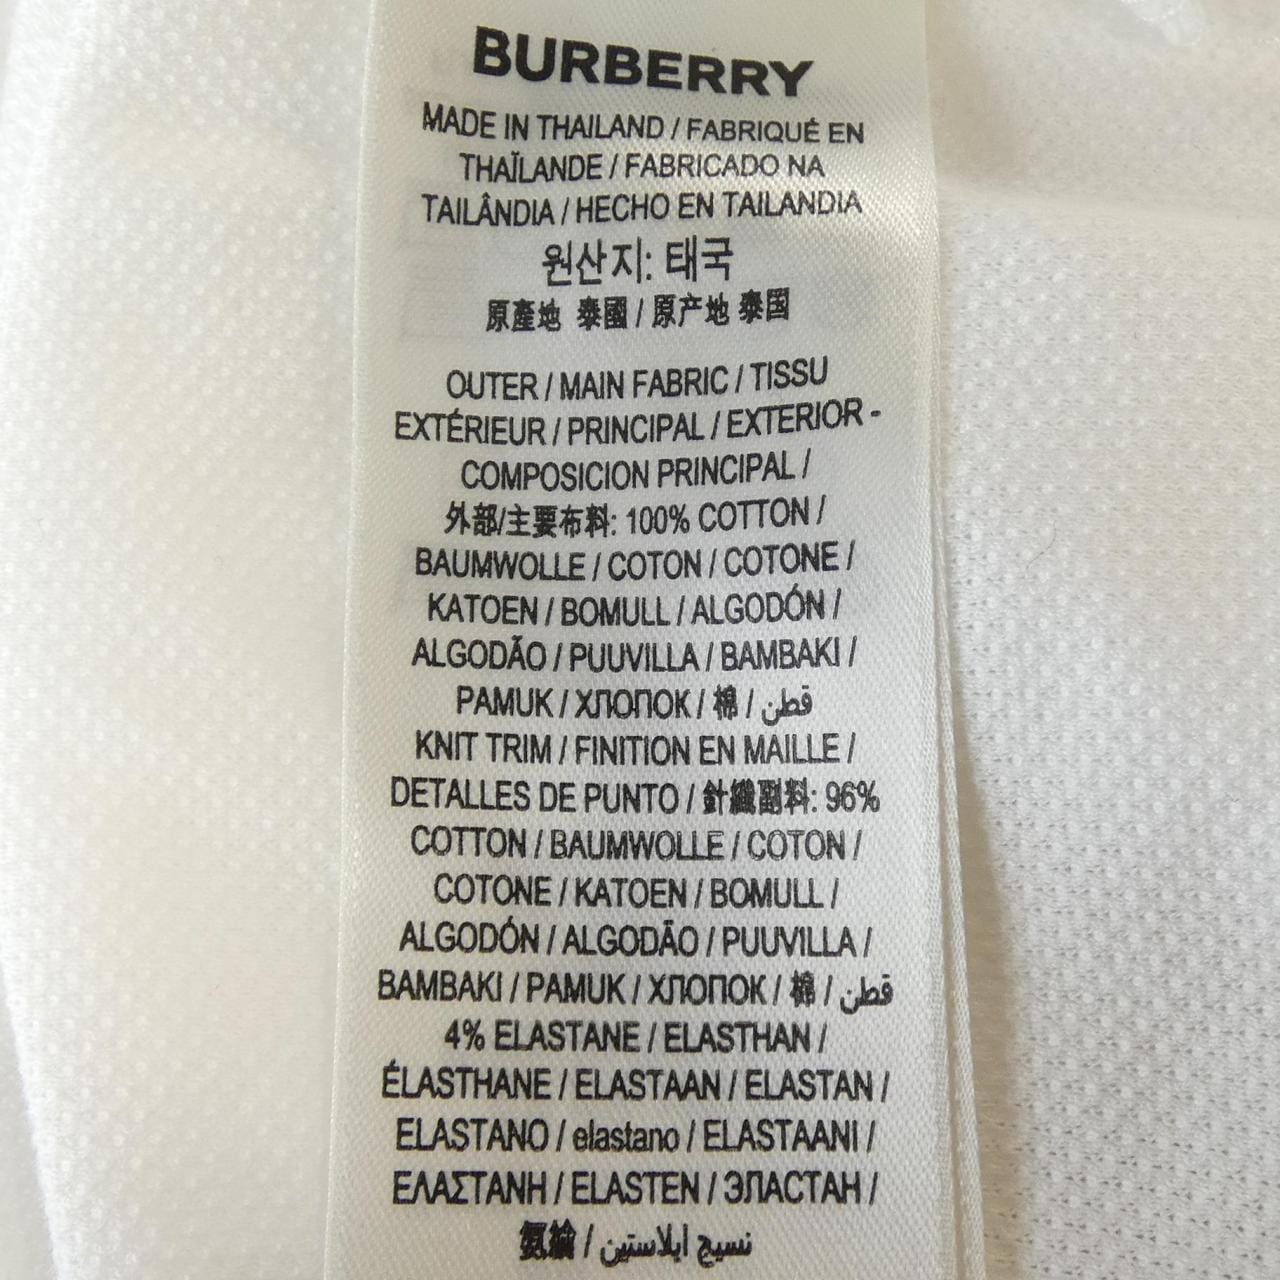 BURBERRY
MADE IN THAILAND / FABRIQUÉ EN
THAÏLANDE / FABRICADO NA
TAILÂNDIA / HECHO EN TAILANDIA
원산지: 태국
原產地 泰國 / 原产地 泰国
OUTER / MAIN FABRIC / TISSU
EXTÉRIEUR / PRINCIPAL / EXTERIOR -
COMPOSICION PRINCIPAL /
外部/主要布料: 100% COTTON /
BAUMWOLLE / COTON / COTONE /
KATOEN / BOMULL / ALGODÓN /
ALGODÃO / PUUVILLA / BAMBAKI /
PAMUK / ХЛОПОК / 棉 / قطن
KNIT TRIM / FINITION EN MAILLE /
DETALLES DE PUNTO / 針織副料: 96%
COTTON / BAUMWOLLE / COTON /
COTONE / KATOEN / BOMULL /
ALGODÓN / ALGODÃO / PUUVILLA /
BAMBAKI / PAMUK / ХЛОПОК / 棉 / قطن
4% ELASTANE / ELASTHAN /
ÉLASTHANE / ELASTAAN / ELASTAN /
ELASTANO / elastano / ELASTAANI /
ΕΛΑΣΤΑΝΗ / ELASTEN / ЭЛАСТАН /
氨綸 / نسيج ايلاستين